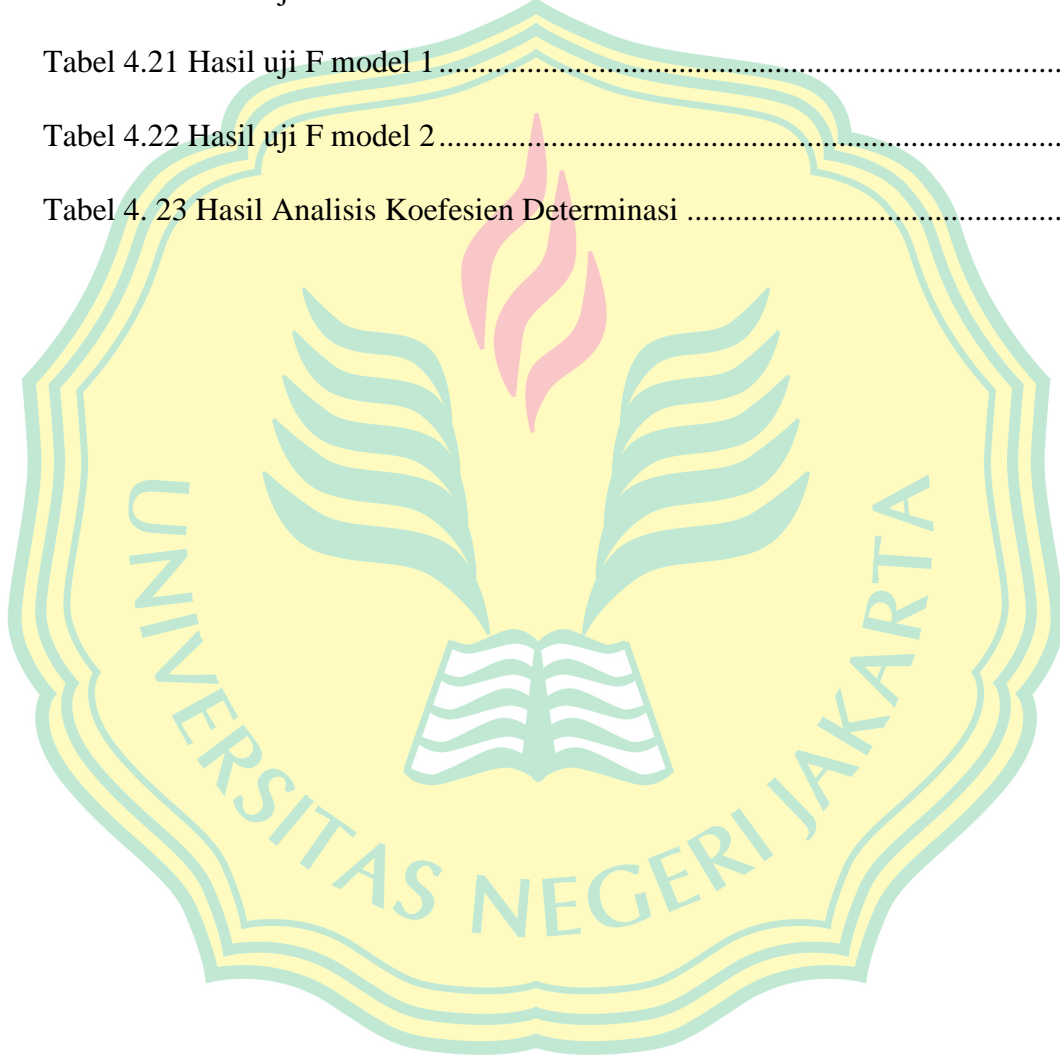 Tabel 4.21 Hasil uji F model 1........................................................................
Tabel 4.22 Hasil uji F model 2........................................................................
Tabel 4. 23 Hasil Analisis Koefesien Determinasi ...........................................
UNIVERSITAS NEGERI JAKARTA